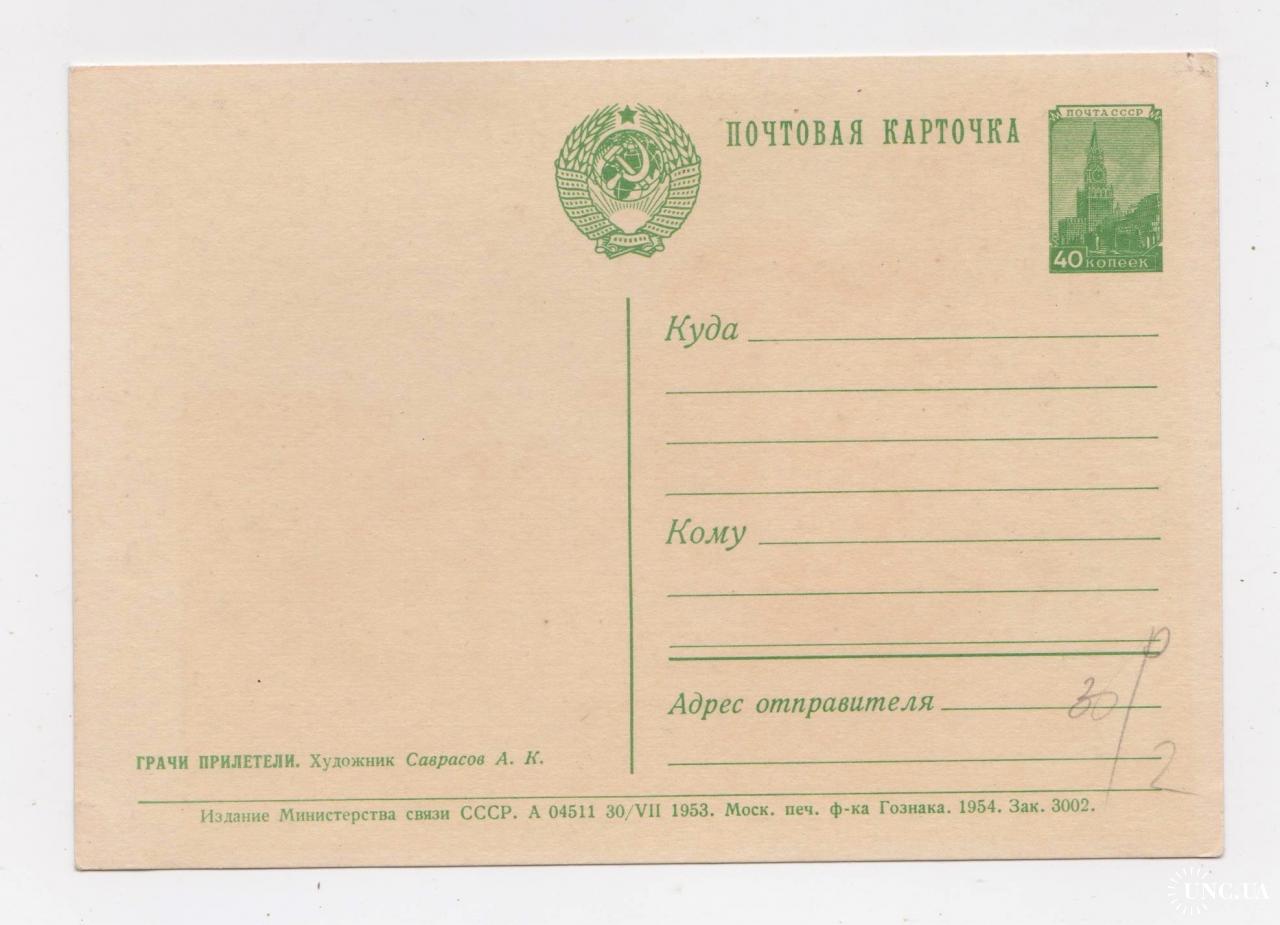 ПОЧТОВАЯ КАРТОЧКА
ПОЧТА СССР
40 копеек
Куда
Кому
Адрес отправителя
30
2
ГРАЧИ ПРИЛЕТЕЛИ. Художник Саврасов А. К.
Издание Министерства связи СССР. А 04511 30/VII 1953. Моск. печ. ф-ка Гознака. 1954. Зак. 3002.
UNC.UA